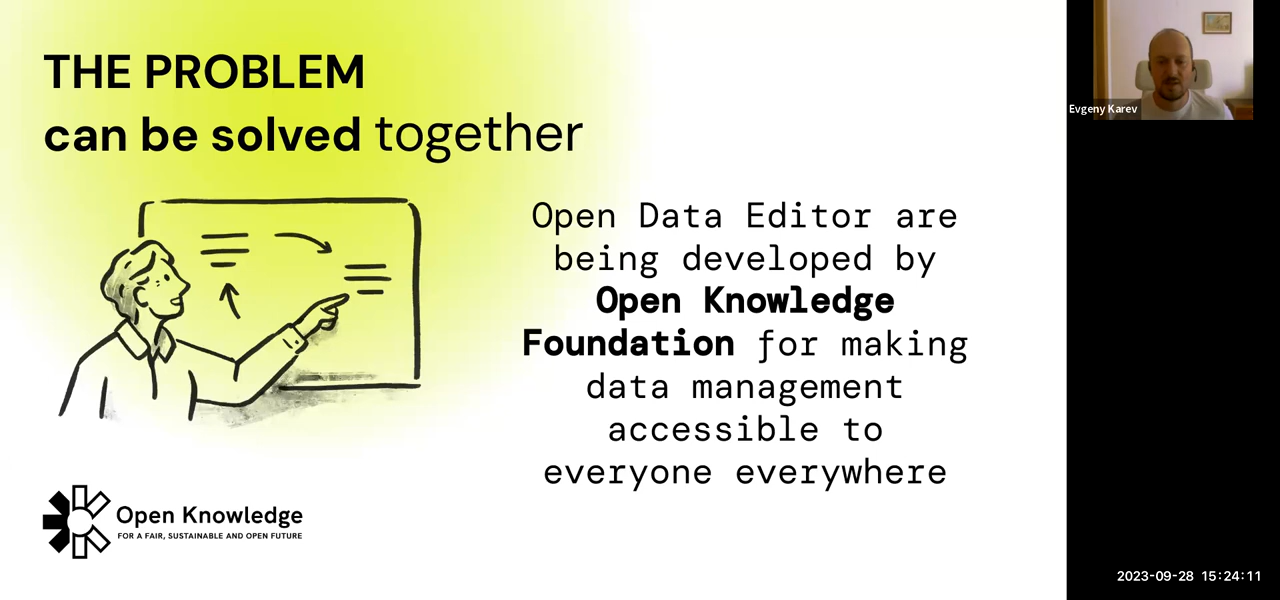 THE PROBLEM
can be solved together
Open Data Editor are
being developed by
Open Knowledge
Foundation for making
data management
accessible to
everyone everywhere
Open Knowledge
FOR A FAIR, SUSTAINABLE AND OPEN FUTURE
Evgeny Karev
2023-09-28 15:24:11